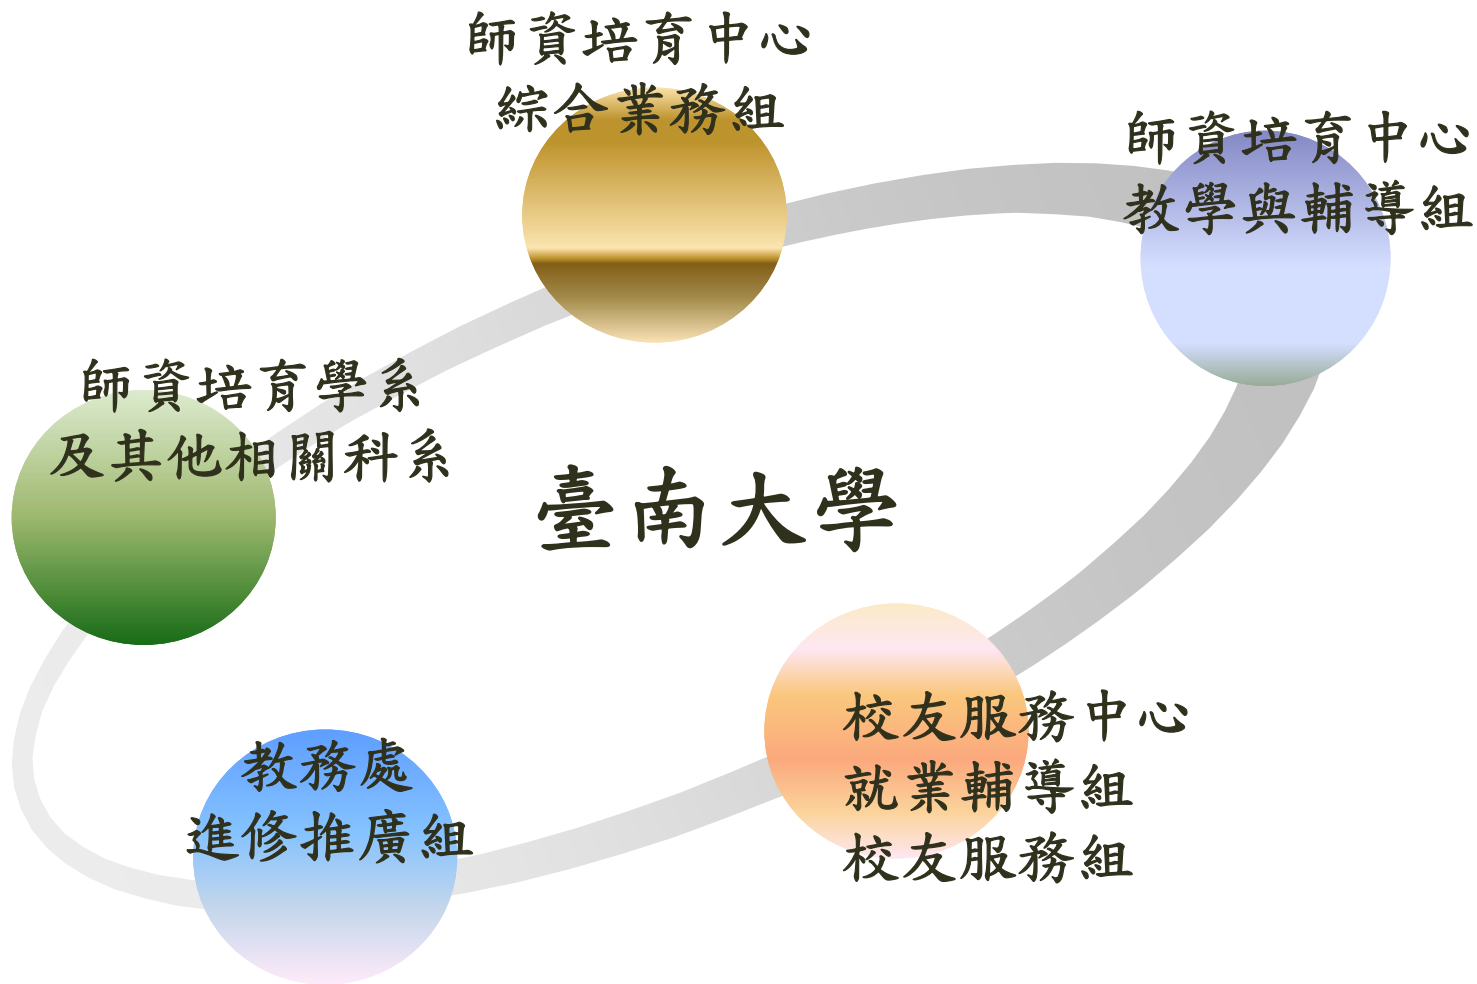 師資培育中心
綜合業務組
師資培育中心
教學與輔導組
師資培育學系
及其他相關科系
臺南大學
校友服務中心
就業輔導組
校友服務組
教務處
進修推廣組